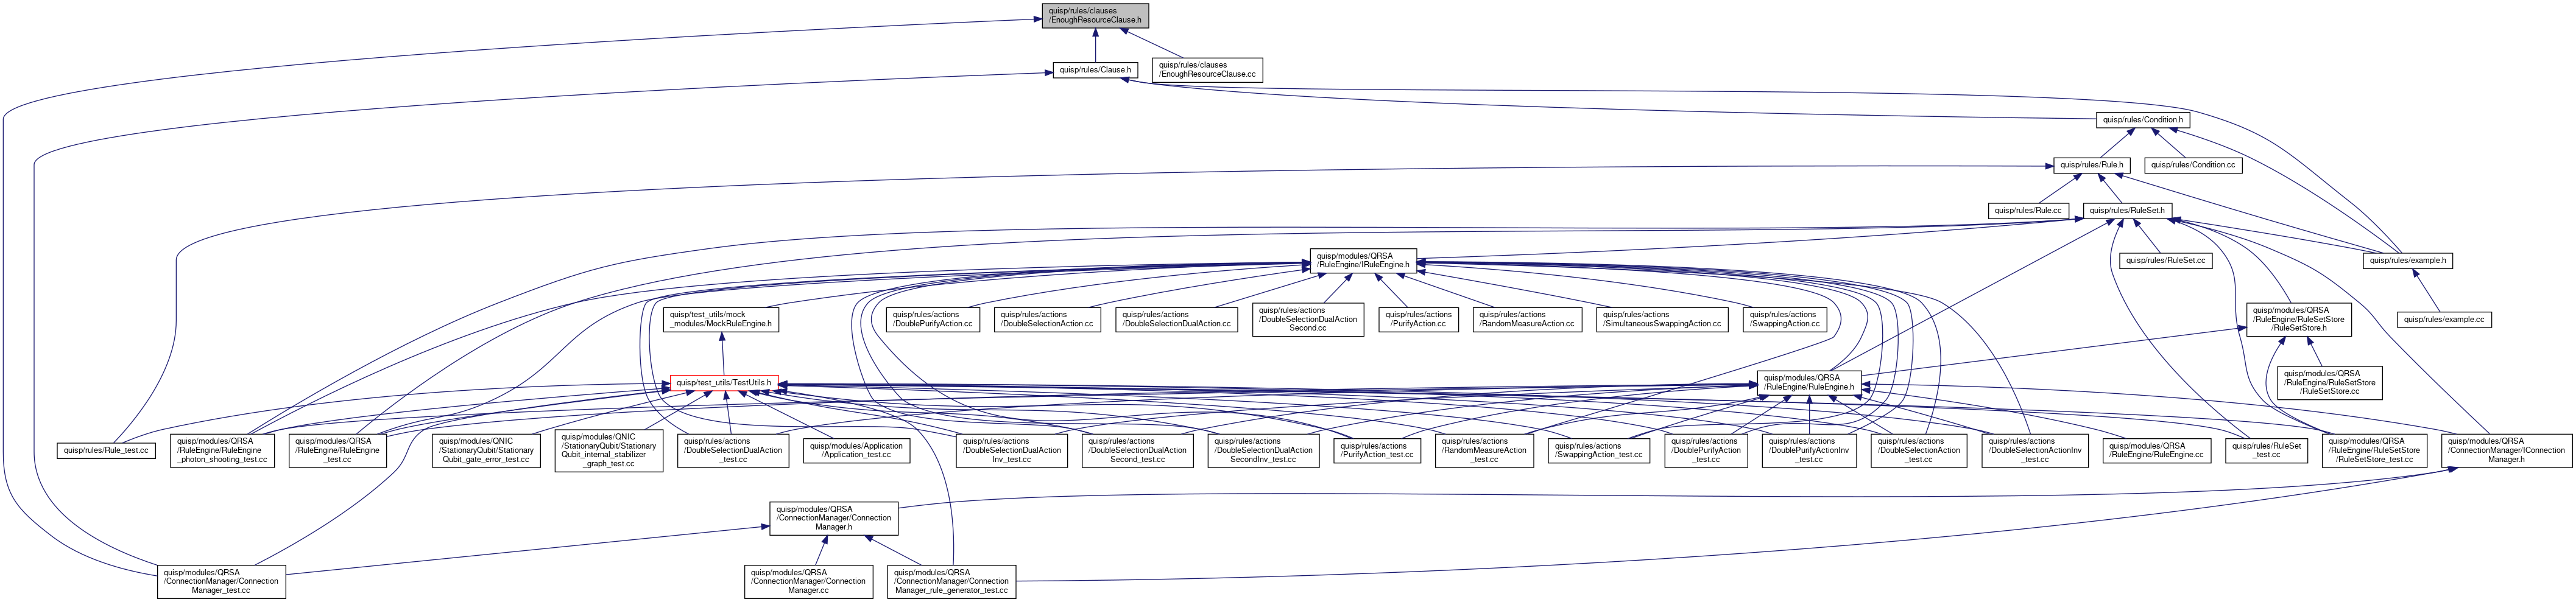 quisp/rules/clauses
/EnoughResourceClause.h
quisp/rules/Clause.h
quisp/rules/clauses
/EnoughResourceClause.cc
quisp/rules/Condition.h
quisp/rules/Rule.h
quisp/rules/Condition.cc
quisp/rules/Rule.cc
quisp/rules/RuleSet.h
quisp/modules/QRSA
/RuleEngine/IRuleEngine.h
quisp/rules/RuleSet.cc
quisp/rules/example.h
quisp/test_utils/mock
_modules/MockRuleEngine.h
quisp/rules/actions
/DoublePurifyAction.cc
quisp/rules/actions
/DoubleSelectionAction.cc
quisp/rules/actions
/DoubleSelectionDualAction.cc
quisp/rules/actions
/DoubleSelectionDualAction
Second.cc
quisp/rules/actions
/PurifyAction.cc
quisp/rules/actions
/RandomMeasureAction.cc
quisp/rules/actions
/SimultaneousSwappingAction.cc
quisp/rules/actions
/SwappingAction.cc
quisp/modules/QRSA
/RuleEngine/RuleSetStore
/RuleSetStore.h
quisp/rules/example.cc
quisp/test_utils/TestUtils.h
quisp/modules/QRSA
/RuleEngine/RuleEngine.h
quisp/modules/QRSA
/RuleEngine/RuleSetStore
/RuleSetStore.cc
quisp/rules/Rule_test.cc
quisp/modules/QRSA
/RuleEngine/RuleEngine
_photon_shooting_test.cc
quisp/modules/QRSA
/RuleEngine/RuleEngine
_test.cc
quisp/modules/QNIC
/StationaryQubit/Stationary
Qubit_gate_error_test.cc
quisp/modules/QNIC
/StationaryQubit/Stationary
Qubit_internal_stabilizer
_graph_test.cc
quisp/rules/actions
/DoubleSelectionDualAction
_test.cc
quisp/modules/Application
/Application_test.cc
quisp/rules/actions
/DoubleSelectionDualAction
Inv_test.cc
quisp/rules/actions
/DoubleSelectionDualAction
Second_test.cc
quisp/rules/actions
/DoubleSelectionDualAction
SecondInv_test.cc
quisp/rules/actions
/PurifyAction_test.cc
quisp/rules/actions
/RandomMeasureAction
_test.cc
quisp/rules/actions
/SwappingAction_test.cc
quisp/rules/actions
/DoublePurifyAction
_test.cc
quisp/rules/actions
/DoublePurifyActionInv
_test.cc
quisp/rules/actions
/DoubleSelectionAction
_test.cc
quisp/rules/actions
/DoubleSelectionActionInv
_test.cc
quisp/modules/QRSA
/RuleEngine/RuleEngine.cc
quisp/rules/RuleSet
_test.cc
quisp/modules/QRSA
/RuleEngine/RuleSetStore
/RuleSetStore_test.cc
quisp/modules/QRSA
/ConnectionManager/IConnection
Manager.h
quisp/modules/QRSA
/ConnectionManager/Connection
Manager.h
quisp/modules/QRSA
/ConnectionManager/Connection
Manager_test.cc
quisp/modules/QRSA
/ConnectionManager/Connection
Manager.cc
quisp/modules/QRSA
/ConnectionManager/Connection
Manager_rule_generator_test.cc